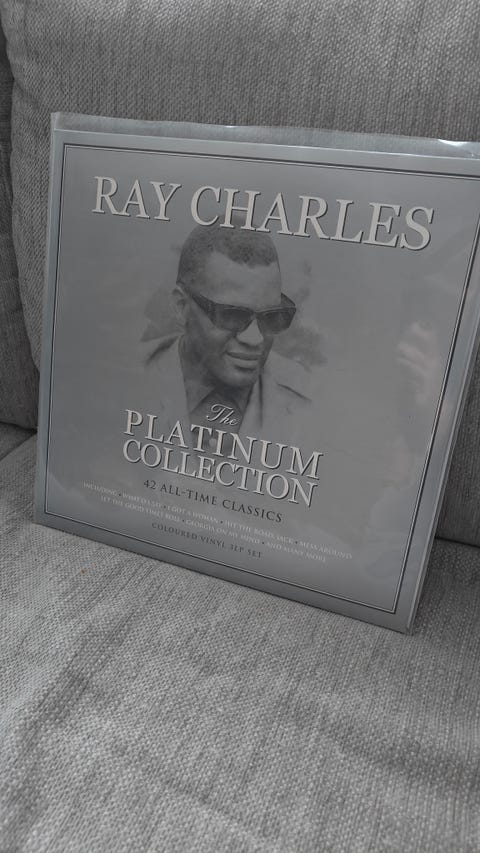 RAY CHARLES
The
PLATINUM
COLLECTION
42 ALL-TIME CLASSICS
INCLUDING • WHAT'D I SAY • I GOT A WOMAN • HIT THE ROAD JACK • MESS AROUND
LET THE GOOD TIMES ROLL • GEORGIA ON MY MIND • AND MANY MORE
COLOURED VINYL 3LP SET